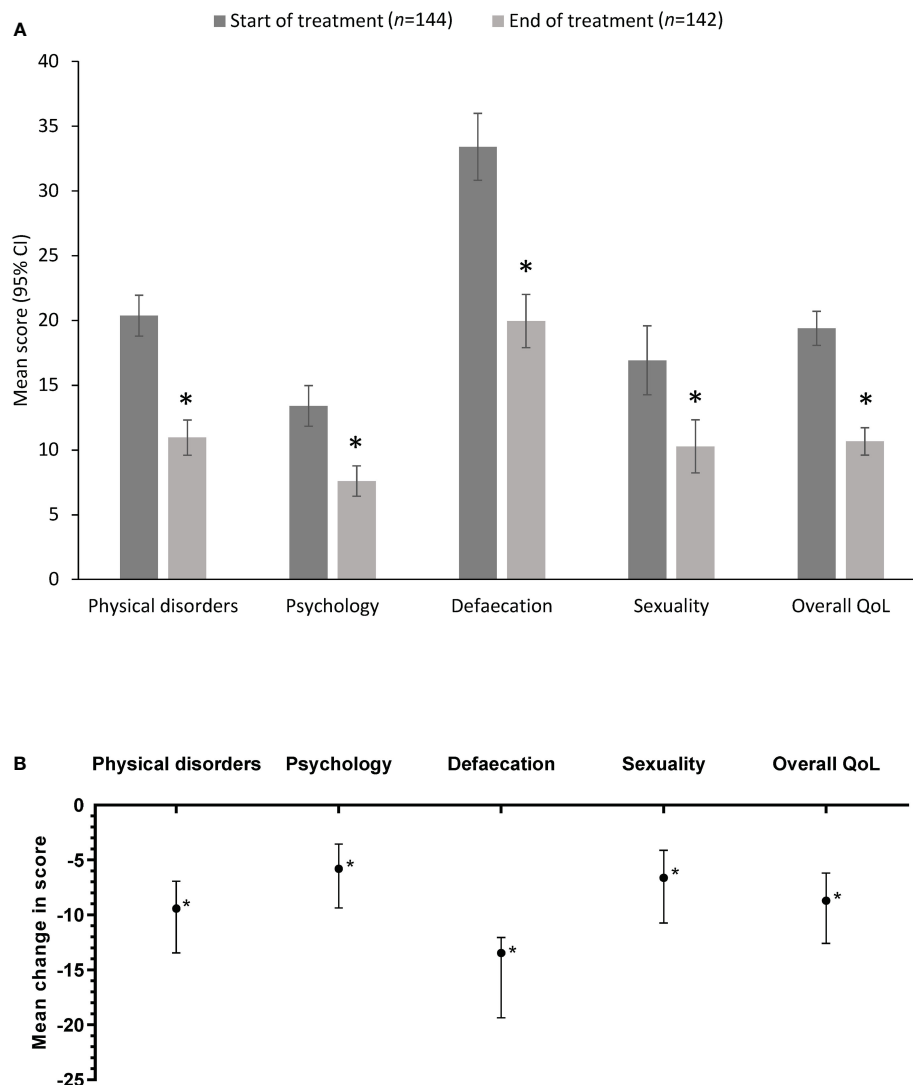 A
Start of treatment (n=144) End of treatment (n=142)
Mean score (95% CI)
40
35
30
25
20
15
10
5
0
* * * * *
Physical disorders Psychology Defaecation Sexuality Overall QoL
B
Physical disorders Psychology Defaecation Sexuality Overall QoL
Mean change in score
0
-5
-10
-15
-20
-25
* * * * *